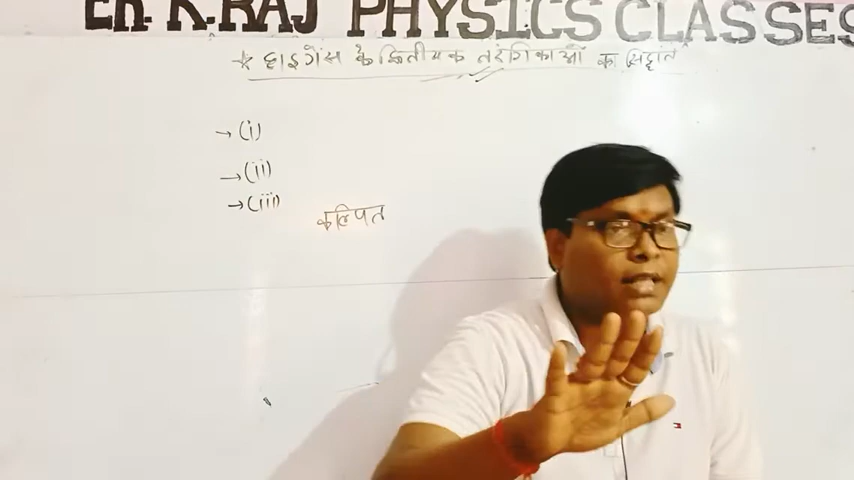 Er. K.RAJ PHYSICS CLASSES
* हाइगेंस के द्वितीयक तरंगिकाओं का सिद्धांत
→ (i)
→ (ii)
→ (iii)
कल्पित